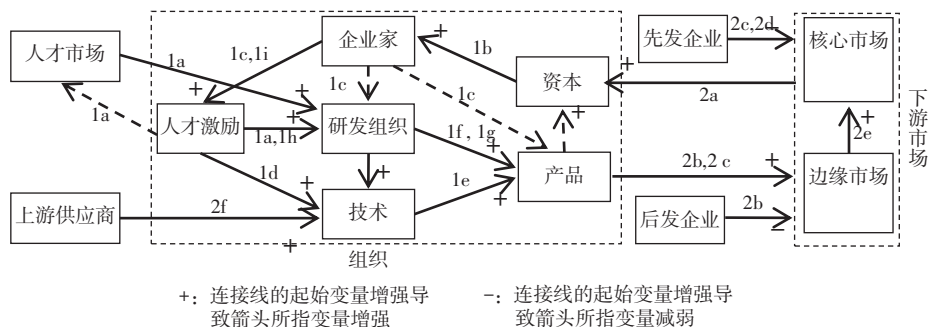 人才市场
1a
1c,1i
企业家
+
1b
先发企业
2c,2d
+
核心市场
+
+
1c
1c
资本
+
2a
下游市场
1a
人才激励
+
1a,1h
研发组织
1f , 1g
+
+
+
2e
1d
+
+
1e
产品
2b,2 c
+
边缘市场
上游供应商
2f
+
技术
+
后发企业
2b
−
组织
+：连接线的起始变量增强导
致箭头所指变量增强
−：连接线的起始变量增强导
致箭头所指变量减弱